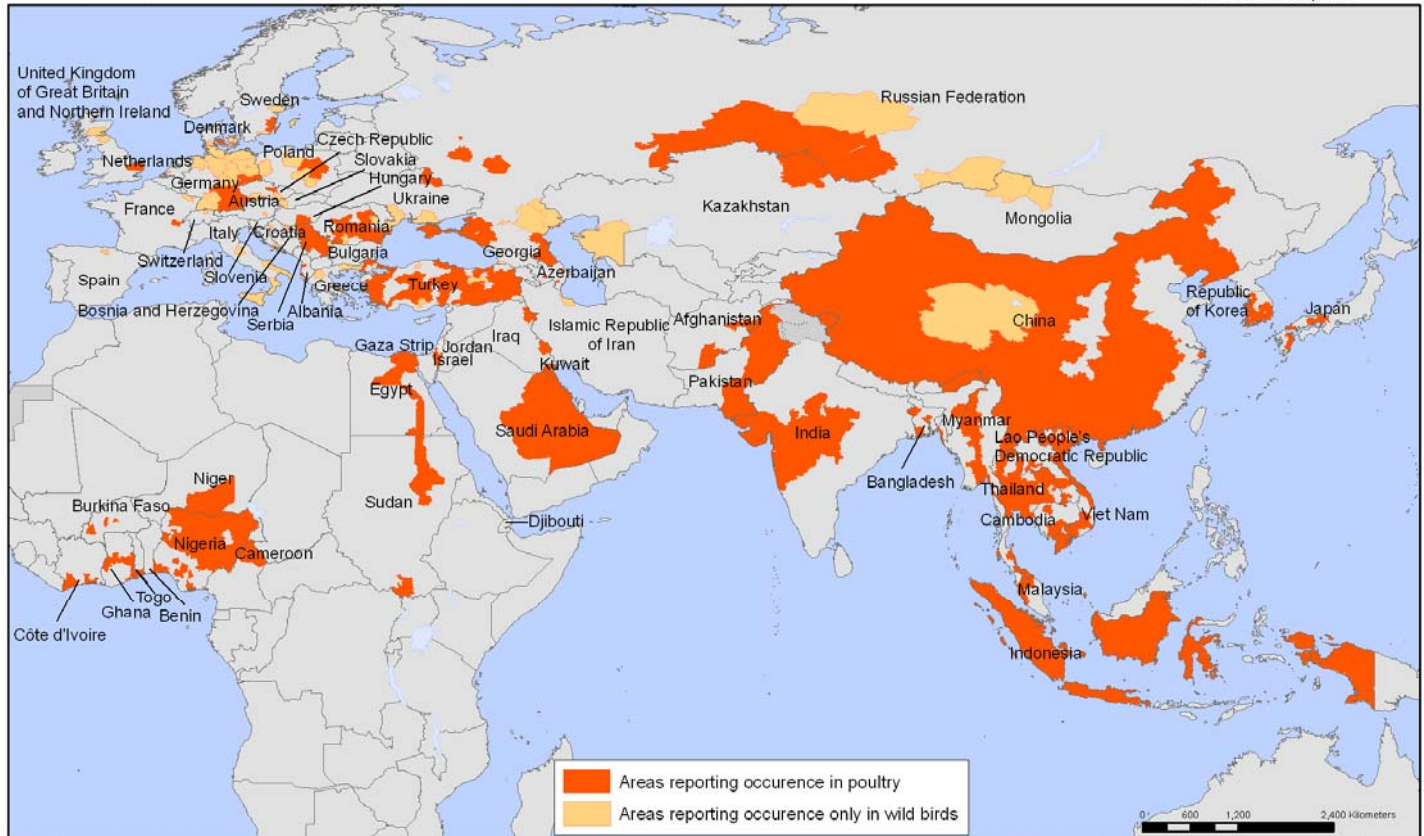 United Kingdom
of Great Britain
and Northern Ireland
Sweden
Denmark
Czech Republic
Netherlands
Poland
Slovakia
Germany
Hungary
Austria
Ukraine
France
Italy
Croatia
Romania
Switzerland
Bulgaria
Spain
Slovenia
Greece
Bosnia and Herzegovina
Serbia
Albania
Turkey
Georgia
Azerbaijan
Russian Federation
Kazakhstan
Mongolia
China
Republic
of Korea
Japan
Gaza Strip
Jordan
Israel
Iraq
Islamic Republic
of Iran
Afghanistan
Kuwait
Egypt
Pakistan
Saudi Arabia
India
Myanmar
Lao People's
Democratic Republic
Bangladesh
Thailand
Cambodia
Viet Nam
Niger
Burkina Faso
Sudan
Djibouti
Nigeria
Cameroon
Togo
Ghana
Benin
Côte d'Ivoire
Malaysia
Indonesia
Areas reporting occurence in poultry
Areas reporting occurence only in wild birds
0 600 1,200 2,400 Kilometers